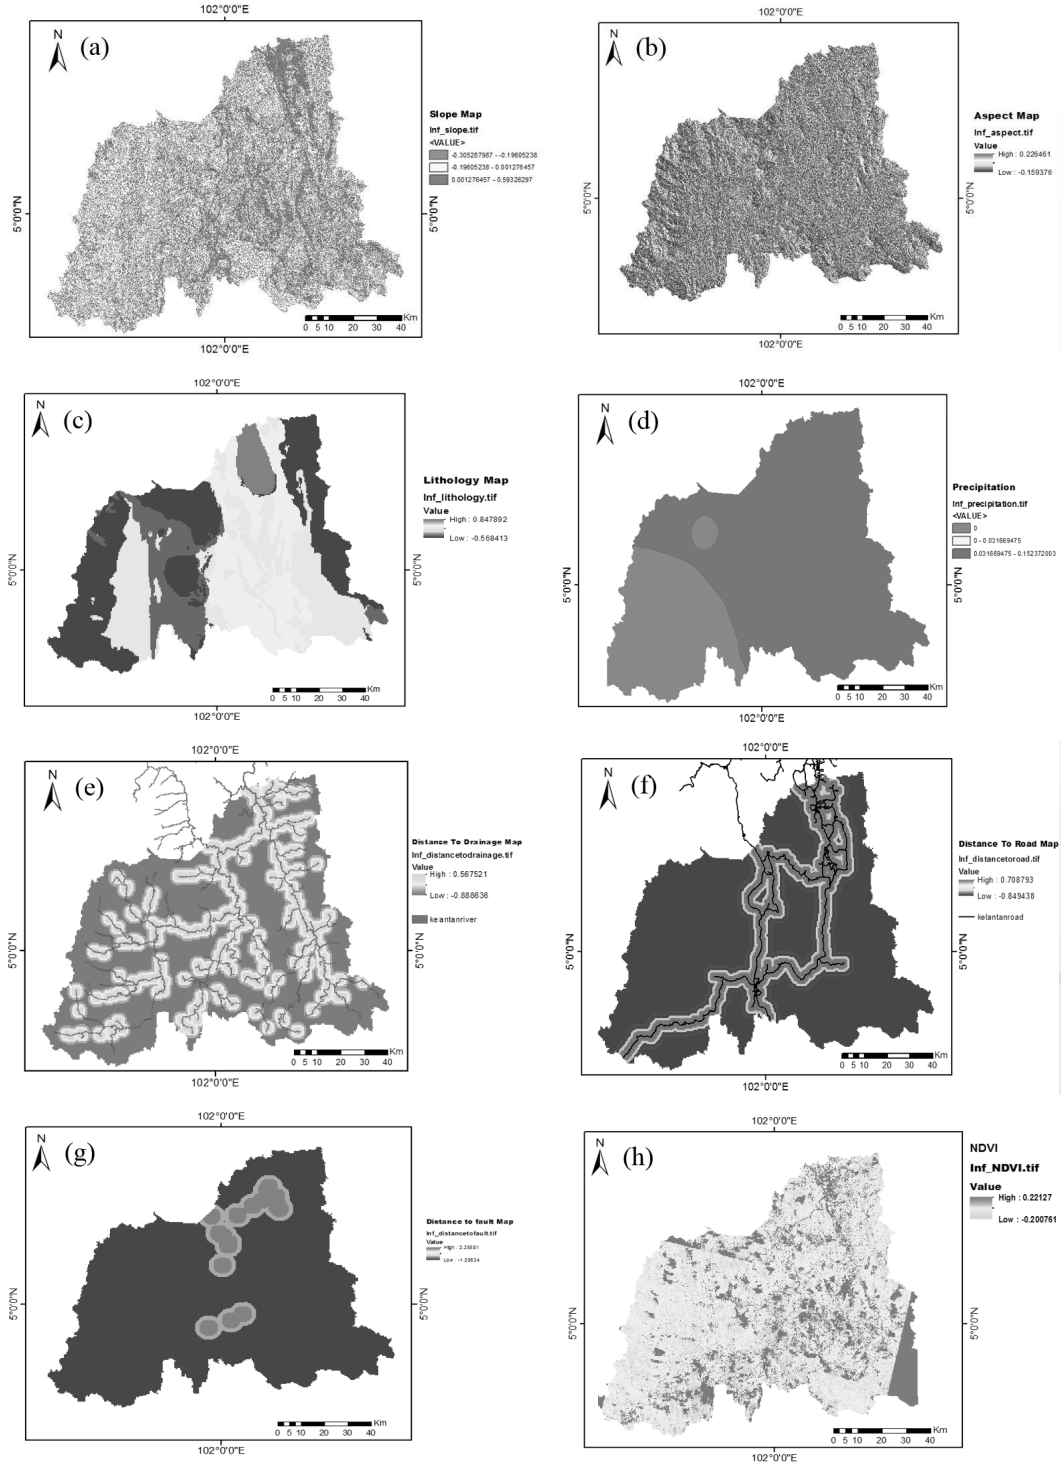 102°0'0"E
N
(a)
Slope Map
Inf_slope.tif
<VALUE>
-0.305287987 - -0.19605238
-0.19605238 - 0.001276457
0.001276457 - 0.59326297
5°0'0"N
Km
0 5 10 20 30 40
102°0'0"E
102°0'0"E
N
(b)
Aspect Map
Inf_aspect.tif
Value
High : 0.226461
Low : -0.159376
5°0'0"N
5°0'0"N
Km
0 5 10 20 30 40
102°0'0"E
102°0'0"E
N
(c)
Lithology Map
Inf_lithology.tif
Value
High : 0.847892
Low : -0.568413
5°0'0"N
Km
0 5 10 20 30 40
102°0'0"E
102°0'0"E
N
(d)
Precipitation
Inf_precipitation.tif
<VALUE>
0
0 - 0.031669475
0.031669475 - 0.152372003
5°0'0"N
5°0'0"N
Km
0 5 10 20 30 40
102°0'0"E
102°0'0"E
N
(e)
Distance To Drainage Map
Inf_distancetodrainage.tif
Value
High : 0.567521
Low : -0.888636
kelantanriver
5°0'0"N
Km
0 5 10 20 30 40
102°0'0"E
102°0'0"E
N
(f)
Distance To Road Map
Inf_distancetoroad.tif
Value
High : 0.708793
Low : -0.849438
kelantanroad
5°0'0"N
5°0'0"N
Km
0 5 10 20 30 40
102°0'0"E
102°0'0"E
N
(g)
Distance to fault Map
Inf_distancetofault.tif
Value
5°0'0"N
Km
0 5 10 20 30 40
102°0'0"E
102°0'0"E
N
(h)
NDVI
Inf_NDVI.tif
Value
High : 0.22127
Low : -0.200761
5°0'0"N
5°0'0"N
Km
0 5 10 20 30 40
102°0'0"E